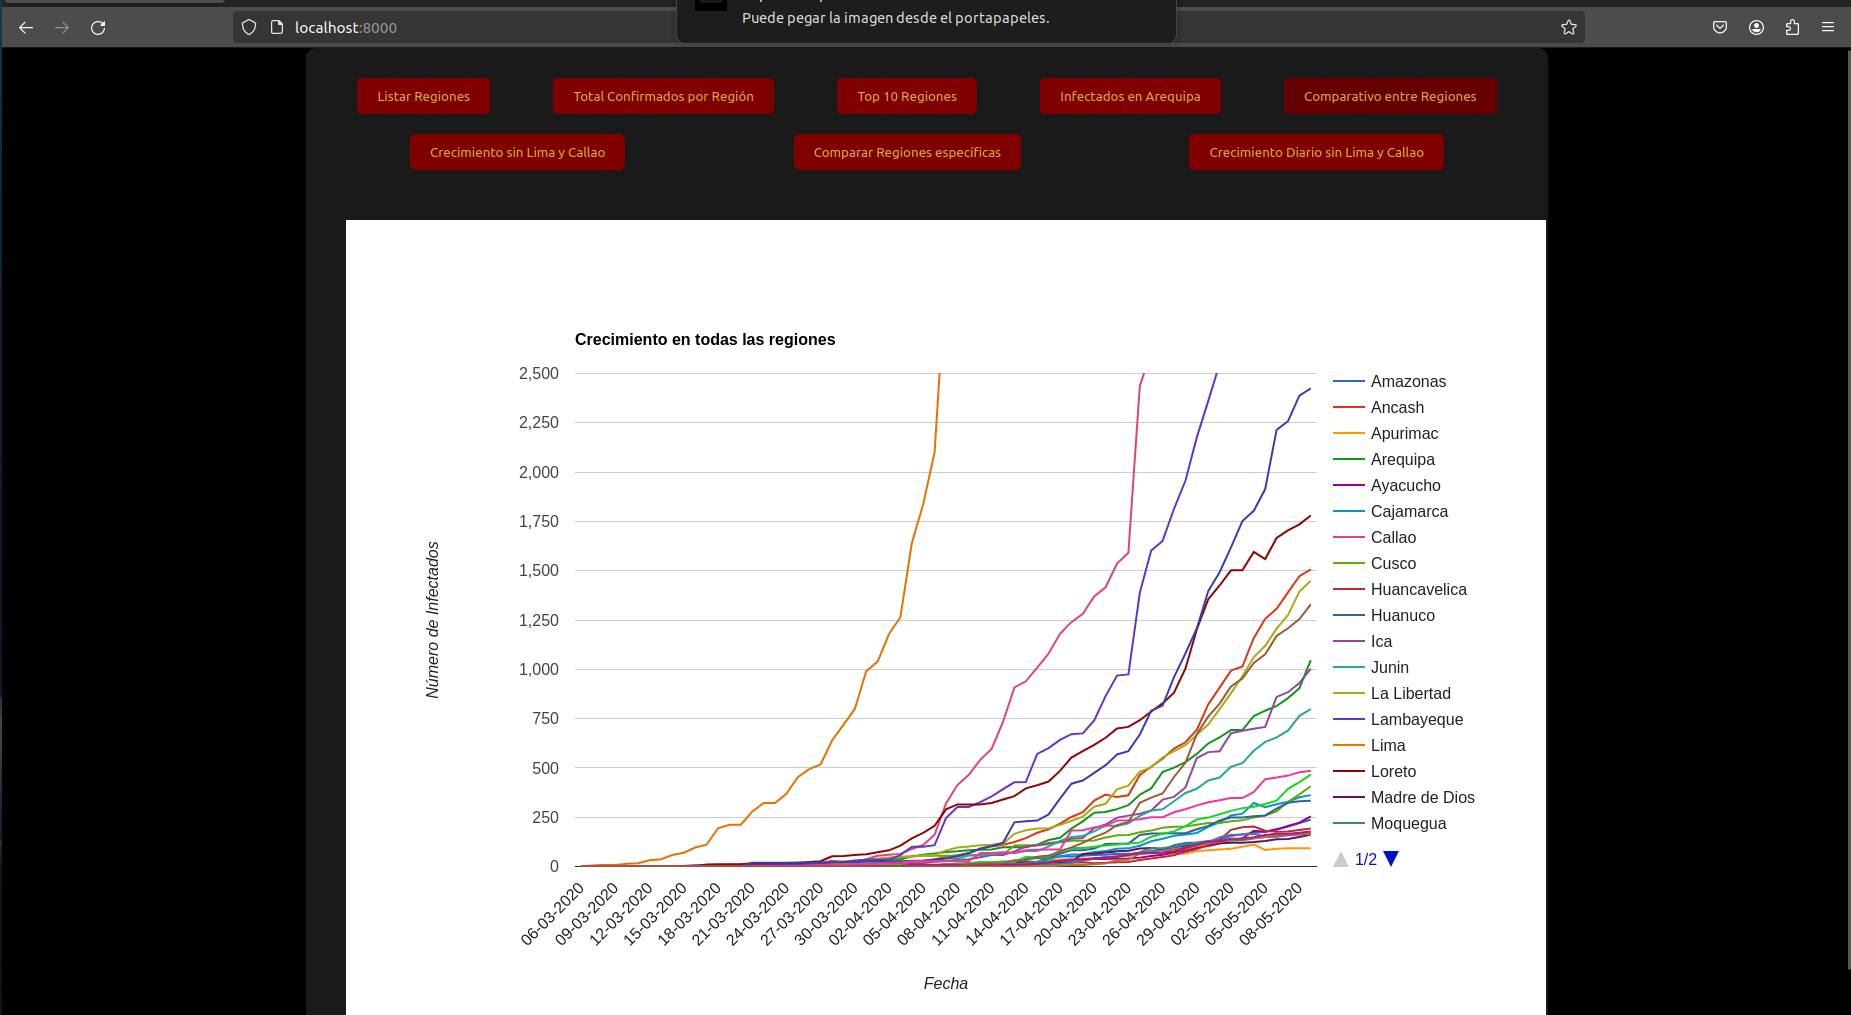 Puede pegar la imagen desde el portapapeles.
localhost:8000
Listar Regiones
Total Confirmados por Región
Top 10 Regiones
Infectados en Arequipa
Comparativo entre Regiones
Crecimiento sin Lima y Callao
Comparar Regiones específicas
Crecimiento Diario sin Lima y Callao
Crecimiento en todas las regiones
2,500
2,250
2,000
1,750
1,500
1,250
1,000
750
500
250
0
Número de Infectados
06-03-2020
09-03-2020
12-03-2020
15-03-2020
18-03-2020
21-03-2020
24-03-2020
27-03-2020
30-03-2020
02-04-2020
05-04-2020
08-04-2020
11-04-2020
14-04-2020
17-04-2020
20-04-2020
23-04-2020
26-04-2020
29-04-2020
02-05-2020
05-05-2020
08-05-2020
Fecha
Amazonas
Ancash
Apurimac
Arequipa
Ayacucho
Cajamarca
Callao
Cusco
Huancavelica
Huanuco
Ica
Junin
La Libertad
Lambayeque
Lima
Loreto
Madre de Dios
Moquegua
1/2